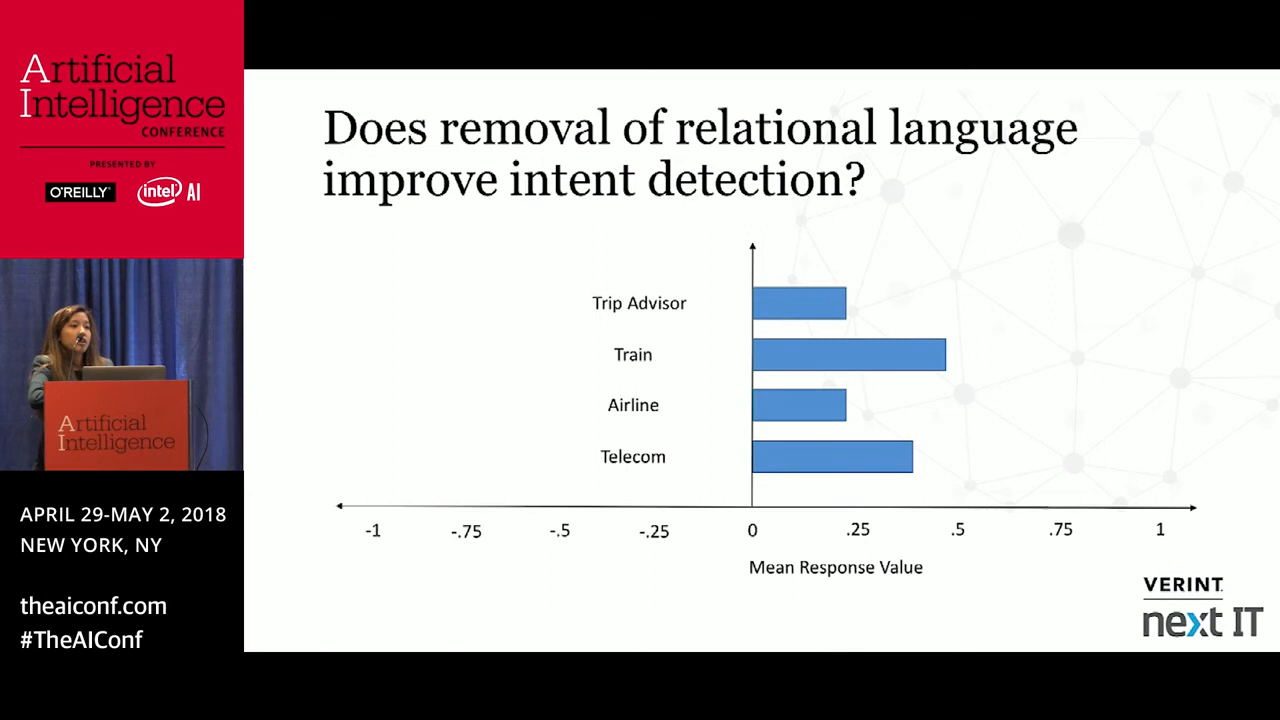 Artificial
Intelligence
CONFERENCE
PRESENTED BY
O'REILLY
intel AI
Artificial
Intelligence
APRIL 29-MAY 2, 2018
NEW YORK, NY
theaiconf.com
#TheAIConf
Does removal of relational language
improve intent detection?
Trip Advisor
Train
Airline
Telecom
-1 -.75 -.5 -.25 0 .25 .5 .75 1
Mean Response Value
VERINT
next IT